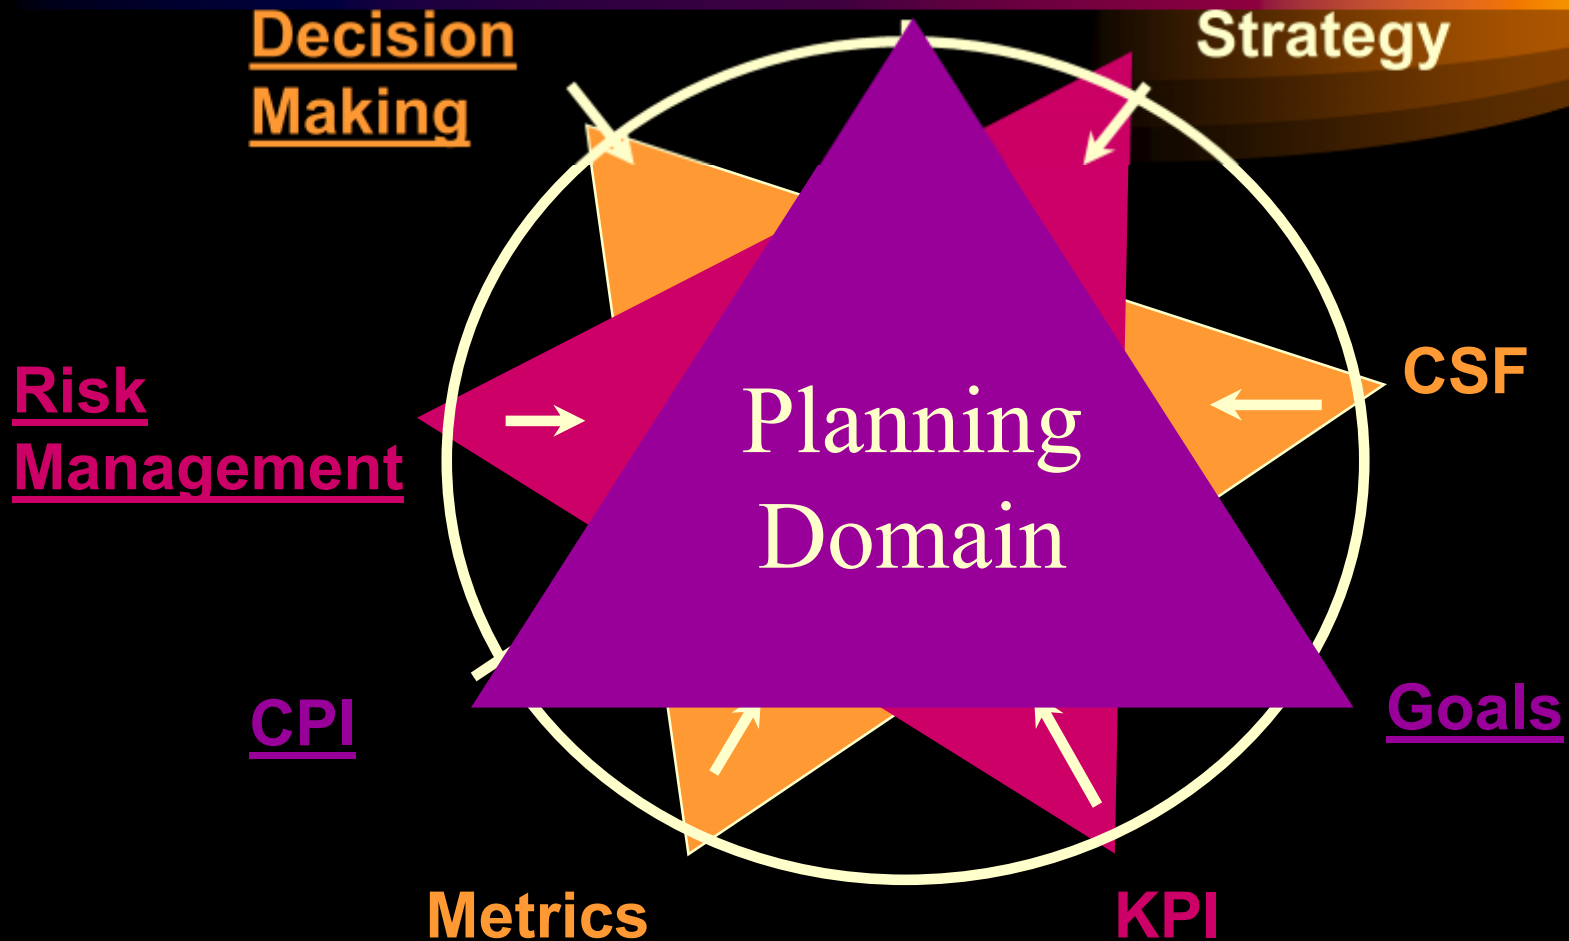 Decision
Making
Strategy
Risk
Management
CSF
Planning
Domain
CPI
Goals
Metrics
KPI